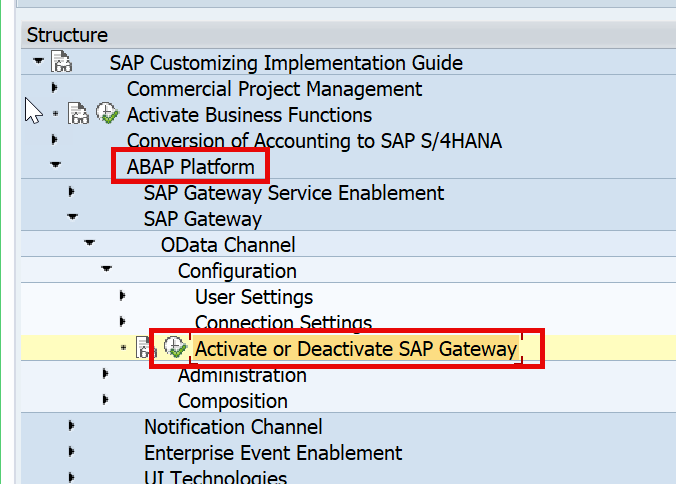 Structure
SAP Customizing Implementation Guide
Commercial Project Management
Activate Business Functions
Conversion of Accounting to SAP S/4HANA
ABAP Platform
SAP Gateway Service Enablement
SAP Gateway
OData Channel
Configuration
User Settings
Connection Settings
Activate or Deactivate SAP Gateway
Administration
Composition
Notification Channel
Enterprise Event Enablement
UI Technologies